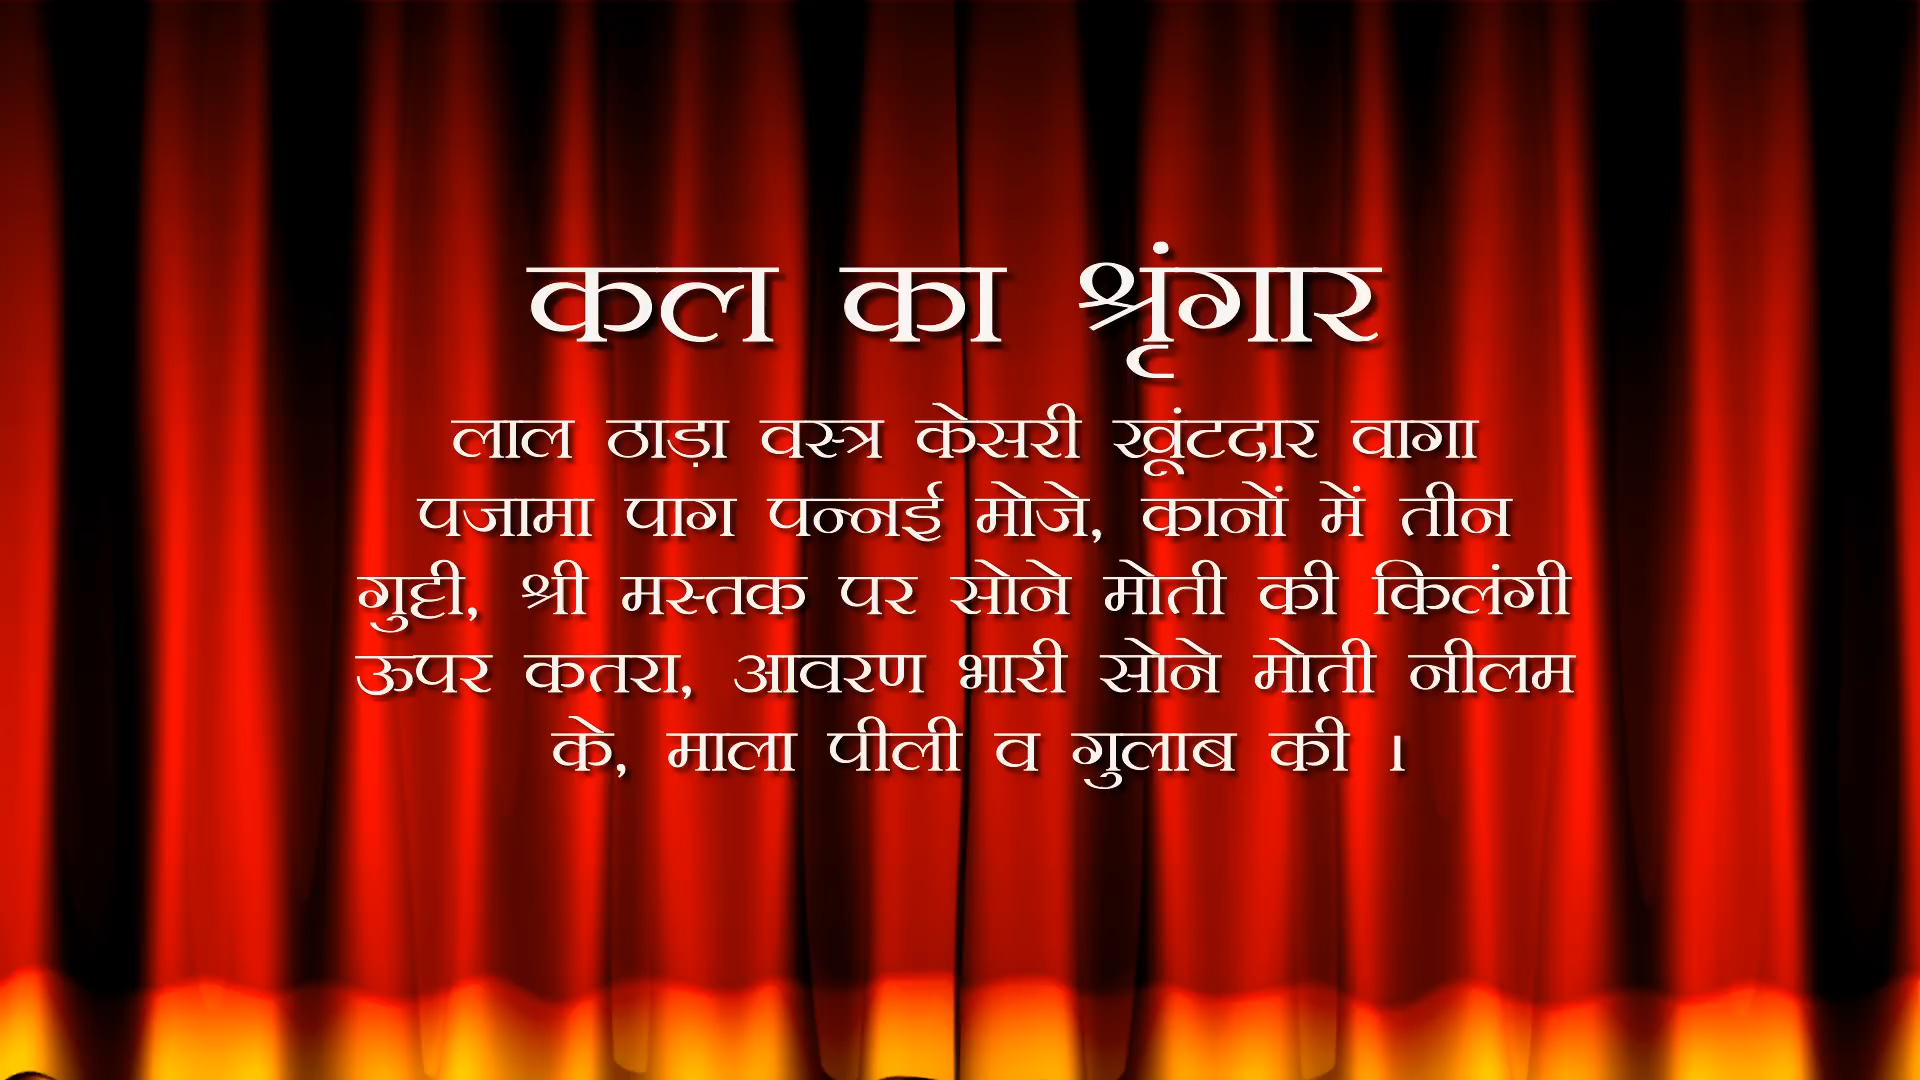 कल का श्रृंगार
लाल ठाड़ा वस्त्र केसरी खूंटदार वागा
पजामा पाग पन्नई मोजे, कानों में तीन
गुट्टी, श्री मस्तक पर सोने मोती की किलंगी
ऊपर कतरा, आवरण भारी सोने मोती नीलम
के, माला पीली व गुलाब की ।